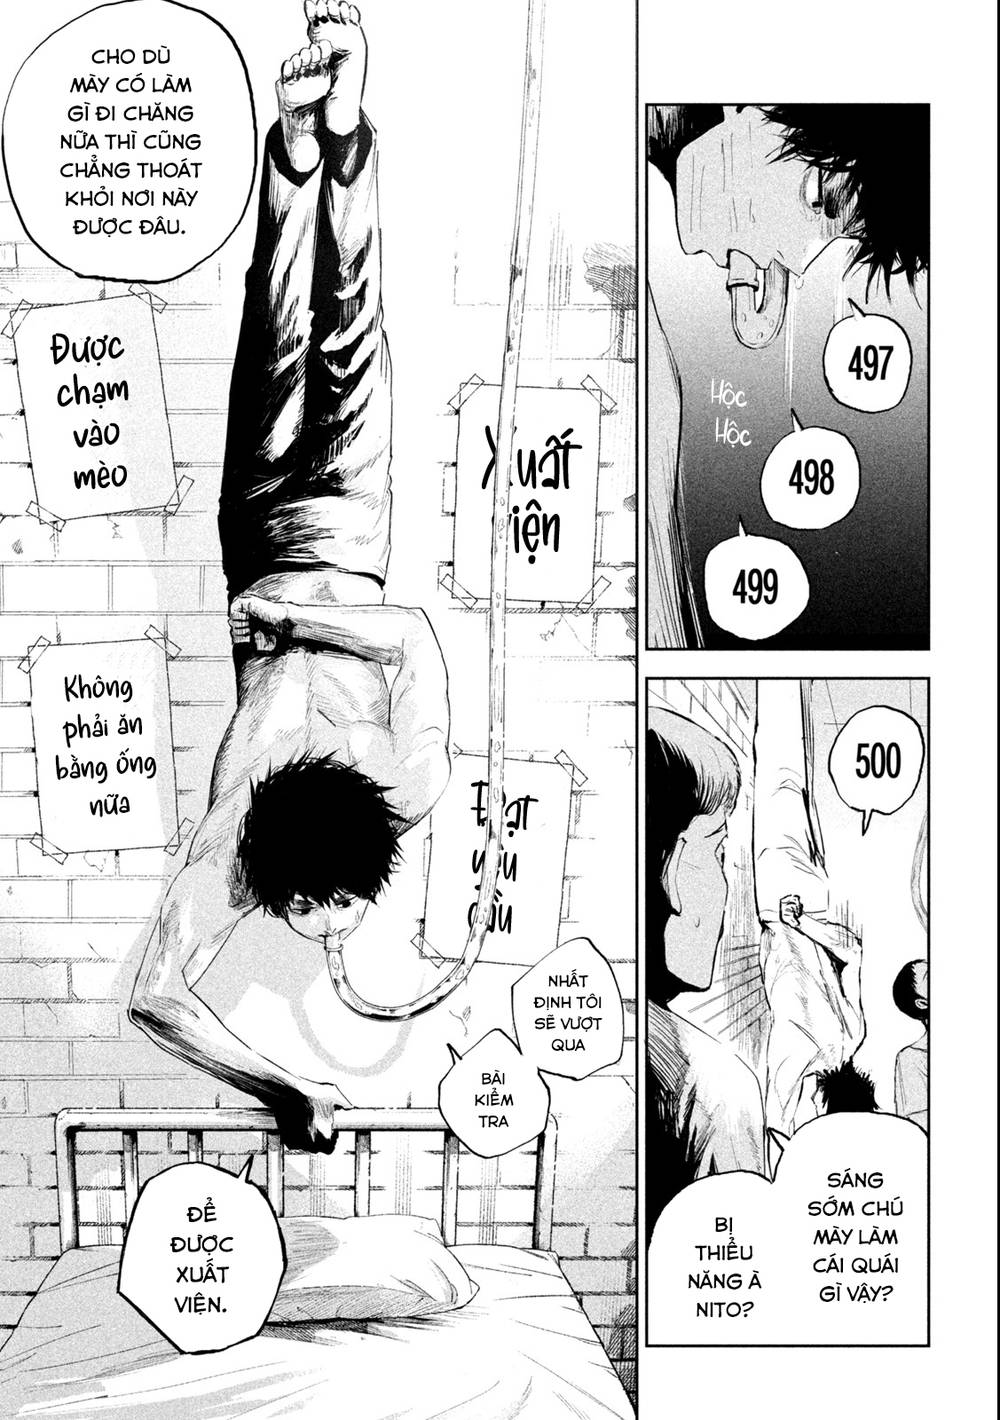 497
Hộc
Hộc
498
499
500
SÁNG
SỚM CHÚ
MÀY LÀM
CÁI QUÁI
GÌ VẬY?
BỊ
THIỂU
NĂNG À
NITO?
CHO DÙ
MÀY CÓ LÀM
GÌ ĐI CHĂNG
NỮA THÌ CŨNG
CHẲNG THOÁT
KHỎI NƠI NÀY
ĐƯỢC ĐÂU.
Được
chạm
vào
mèo
Xuất
viện
Không
phải ăn
bằng ống
nữa
Đạt
yêu
cầu
NHẤT
ĐỊNH TÔI
SẼ VƯỢT
QUA
BÀI
KIỂM
TRA
ĐỂ
ĐƯỢC
XUẤT
VIỆN.